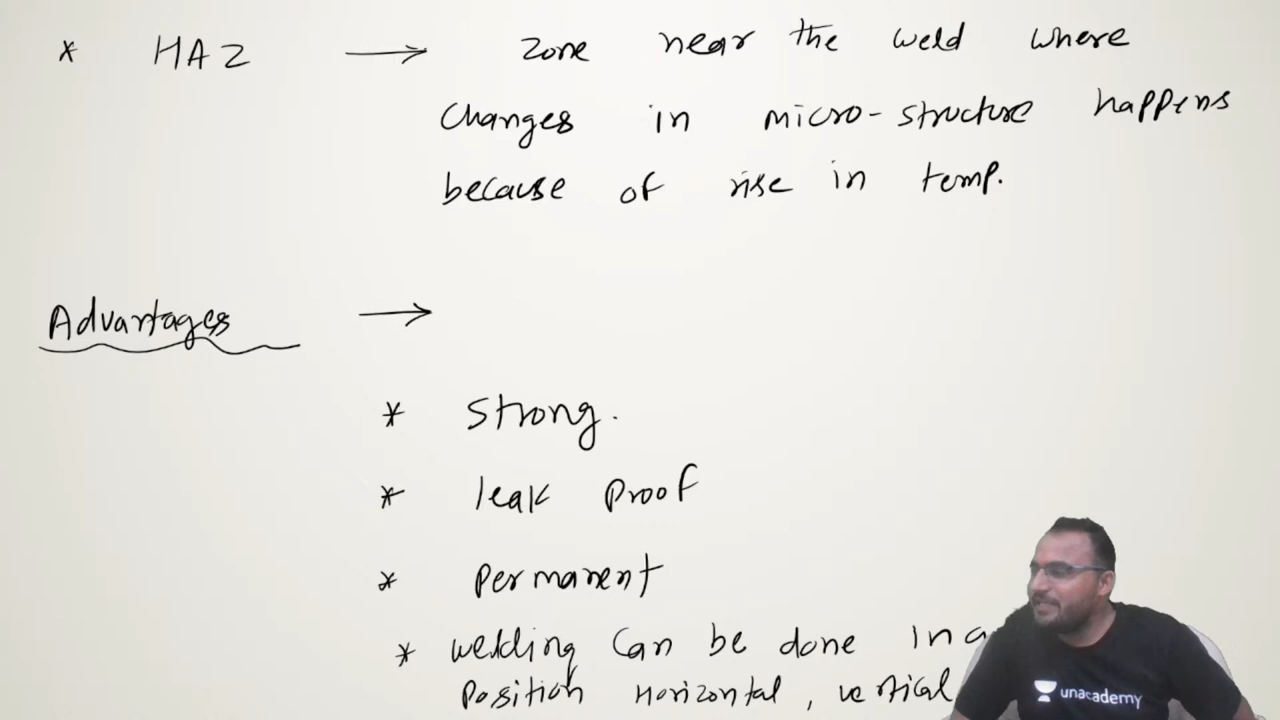 * HAZ → zone near the weld where
changes in micro-structure happens
because of rise in temp.
Advantages →
* Strong.
* leak proof
* Permanent
* welding can be done in
Position Horizontal, vertical
unacademy